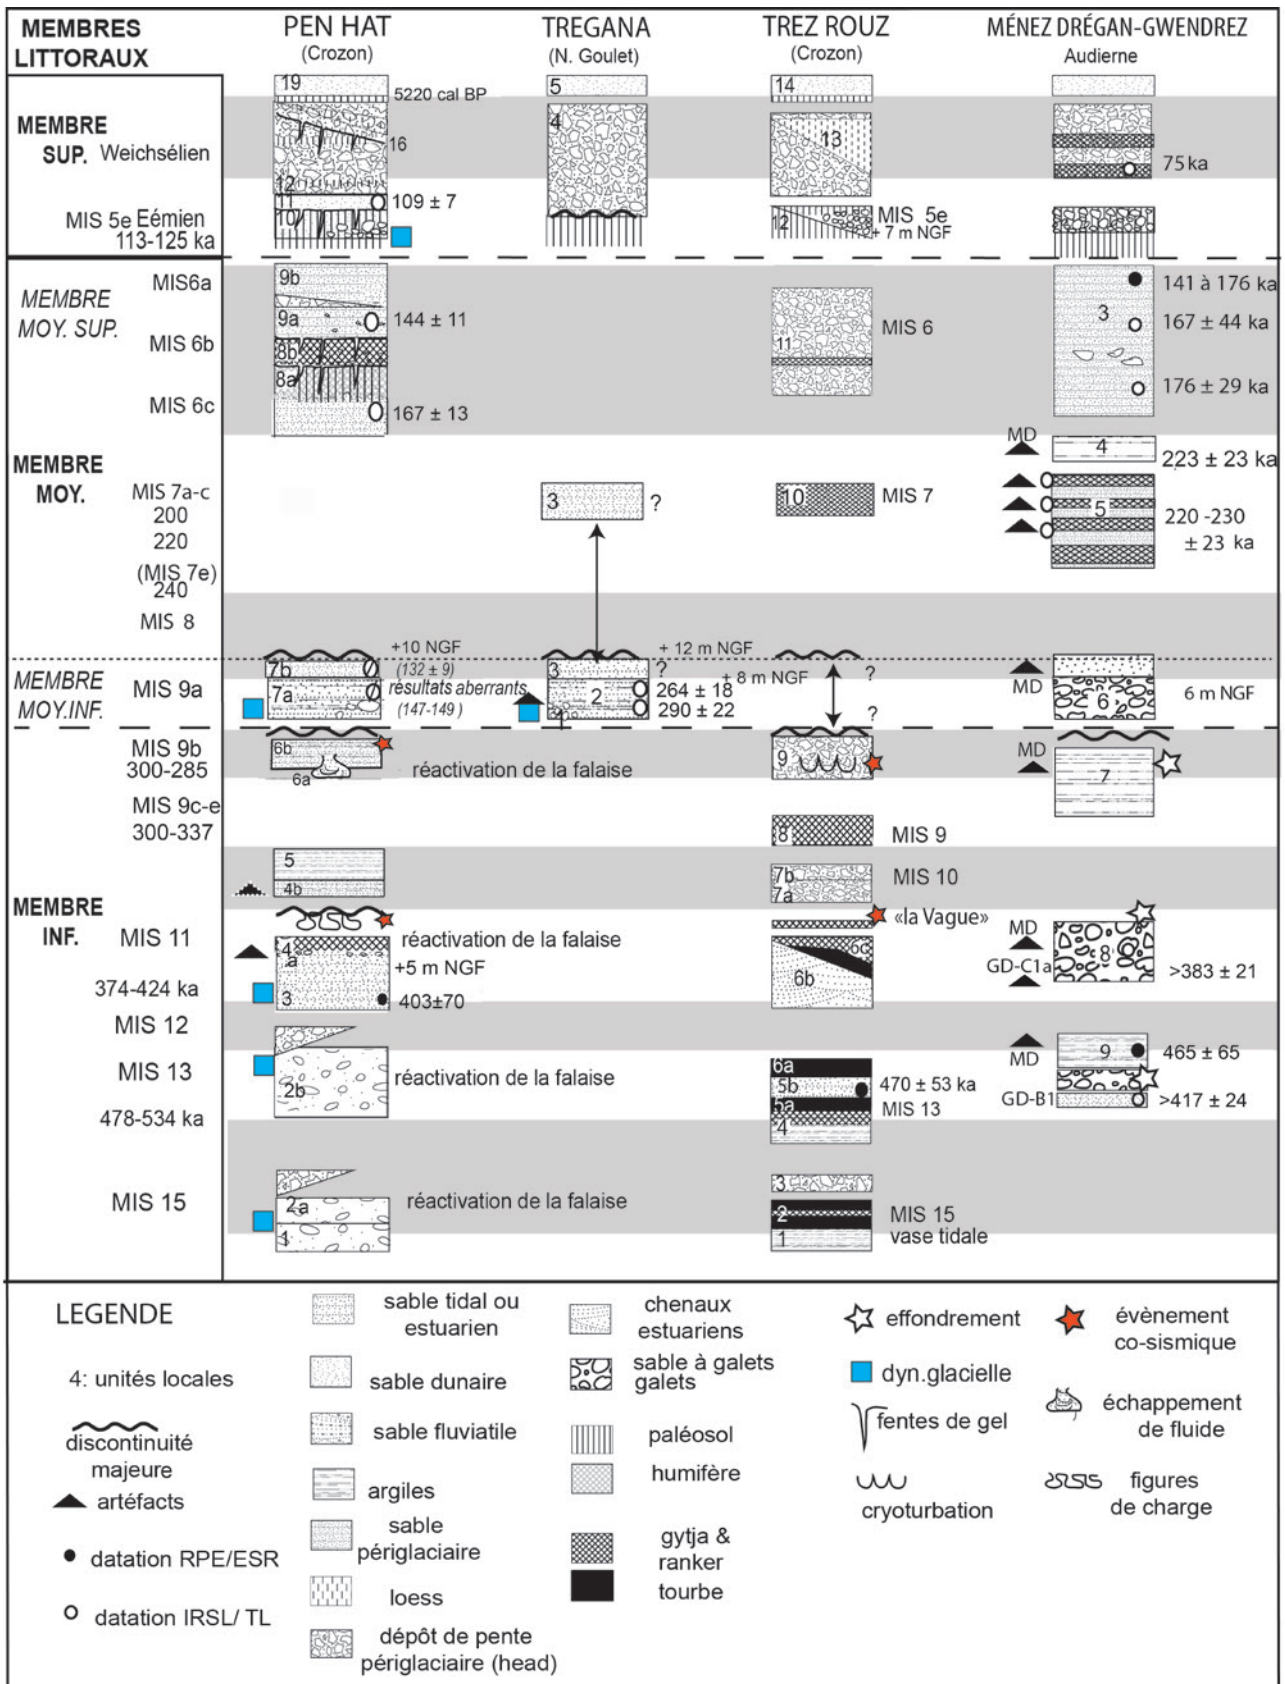 MEMBRES
LITTORAUX
PEN HAT
(Crozon)
TREGANA
(N. Goulet)
TREZ ROUZ
(Crozon)
MÉNEZ DRÉGAN-GWENDREZ
Audierne
MEMBRE
SUP. Weichsélien
MIS 5e Eémien
113-125 ka
MEMBRE
MOY. SUP.
MIS6a
MIS 6b
MIS 6c
MEMBRE
MOY.
MIS 7a-c
200
220
(MIS 7e)
240
MIS 8
MEMBRE
MOY.INF.
MIS 9a
MIS 9b
300-285
MIS 9c-e
300-337
MEMBRE
INF.
MIS 11
374-424 ka
MIS 12
MIS 13
478-534 ka
MIS 15
19
5220 cal BP
16
12
11
109 ± 7
10
9b
9a
144 ± 11
8b
8a
167 ± 13
+10 NGF
7b
(132 ± 9)
7a
résultats aberrants
(147-149 )
6b
6a
réactivation de la falaise
5
4b
réactivation de la falaise
4
a
+5 m NGF
3
403±70
2b
réactivation de la falaise
2a
réactivation de la falaise
1
5
4
3
?
+ 12 m NGF
3
?
+ 8 m NGF
2
264 ± 18
290 ± 22
1
14
13
12
MIS 5e
+ 7 m NGF
11
MIS 6
10
MIS 7
?
?
9
8
MIS 9
7b
7a
MIS 10
«la Vague»
6c
6b
6a
5b
470 ± 53 ka
5a
MIS 13
4
3
2
MIS 15
1
vase tidale
75 ka
141 à 176 ka
3
167 ± 44 ka
176 ± 29 ka
MD
4
223 ± 23 ka
5
220 -230
± 23 ka
MD
6
6 m NGF
MD
7
MD
8
GD-C1a
>383 ± 21
MD
9
465 ± 65
GD-B1
>417 ± 24
LEGENDE
4: unités locales
discontinuité
majeure
artéfacts
datation RPE/ESR
datation IRSL/ TL
sable tidal ou
estuarien
sable dunaire
sable fluviatile
argiles
sable
périglaciaire
loess
dépôt de pente
périglaciaire (head)
chenaux
estuariens
sable à galets
galets
paléosol
humifère
gytja &
ranker
tourbe
effondrement
dyn.glacielle
fentes de gel
cryoturbation
évènement
co-sismique
échappement
de fluide
figures
de charge